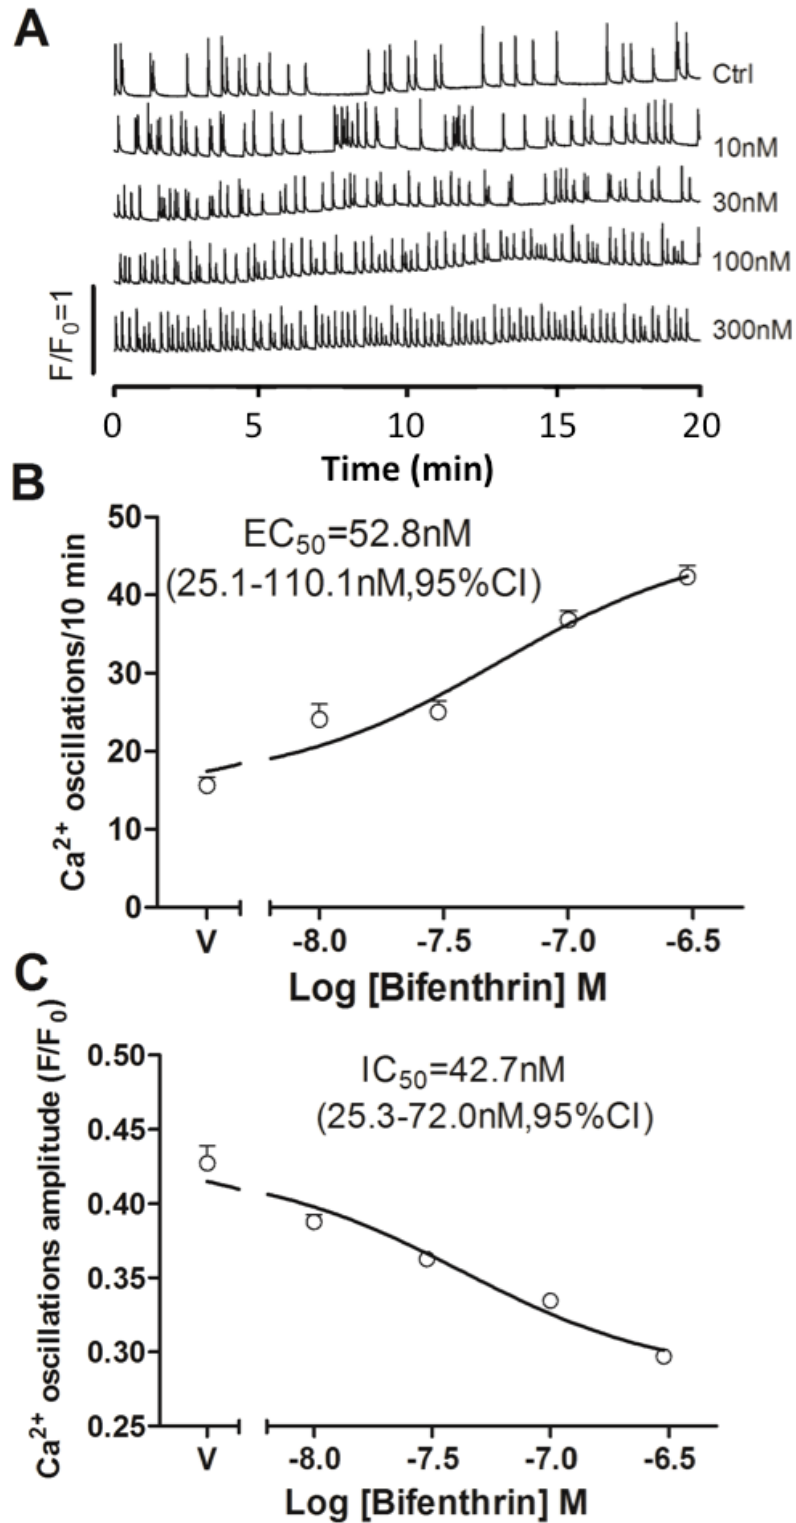 A
Ctrl
10nM
30nM
100nM
300nM
F/F₀=1
0 5 10 15 20
Time (min)
B
EC₅₀=52.8nM
(25.1-110.1nM,95%CI)
Ca²⁺ oscillations/10 min
50
40
30
20
10
0
V -8.0 -7.5 -7.0 -6.5
Log [Bifenthrin] M
C
IC₅₀=42.7nM
(25.3-72.0nM,95%CI)
Ca²⁺ oscillations amplitude (F/F₀)
0.50
0.45
0.40
0.35
0.30
0.25
V -8.0 -7.5 -7.0 -6.5
Log [Bifenthrin] M